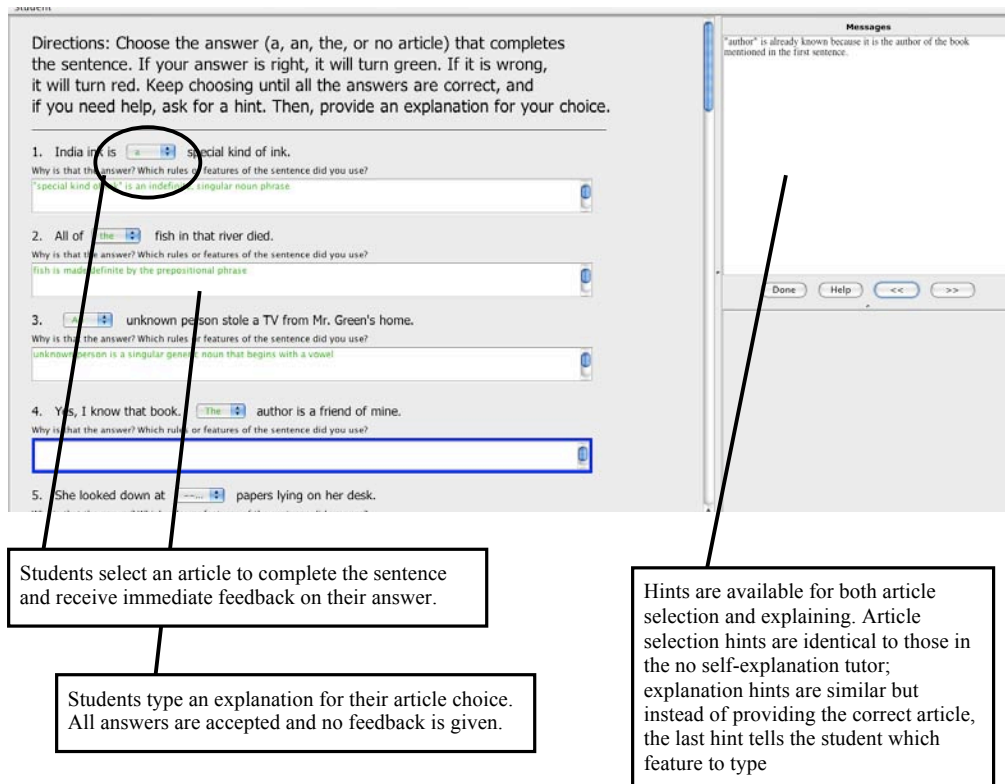 Student
Directions: Choose the answer (a, an, the, or no article) that completes
the sentence. If your answer is right, it will turn green. If it is wrong,
it will turn red. Keep choosing until all the answers are correct, and
if you need help, ask for a hint. Then, provide an explanation for your choice.
1. India ink is a special kind of ink.
Why is that the answer? Which rules or features of the sentence did you use?
"special kind of ink" is an indefinite, singular noun phrase
2. All of the fish in that river died.
Why is that the answer? Which rules or features of the sentence did you use?
fish is made definite by the prepositional phrase
3. An unknown person stole a TV from Mr. Green's home.
Why is that the answer? Which rules or features of the sentence did you use?
unknown person is a singular generic noun that begins with a vowel
4. Yes, I know that book. The author is a friend of mine.
Why is that the answer? Which rules or features of the sentence did you use?
5. She looked down at --... papers lying on her desk.
Messages
"author" is already known because it is the author of the book
mentioned in the first sentence.
Done Help << >>
Students select an article to complete the sentence
and receive immediate feedback on their answer.
Students type an explanation for their article choice.
All answers are accepted and no feedback is given.
Hints are available for both article
selection and explaining. Article
selection hints are identical to those in
the no self-explanation tutor;
explanation hints are similar but
instead of providing the correct article,
the last hint tells the student which
feature to type